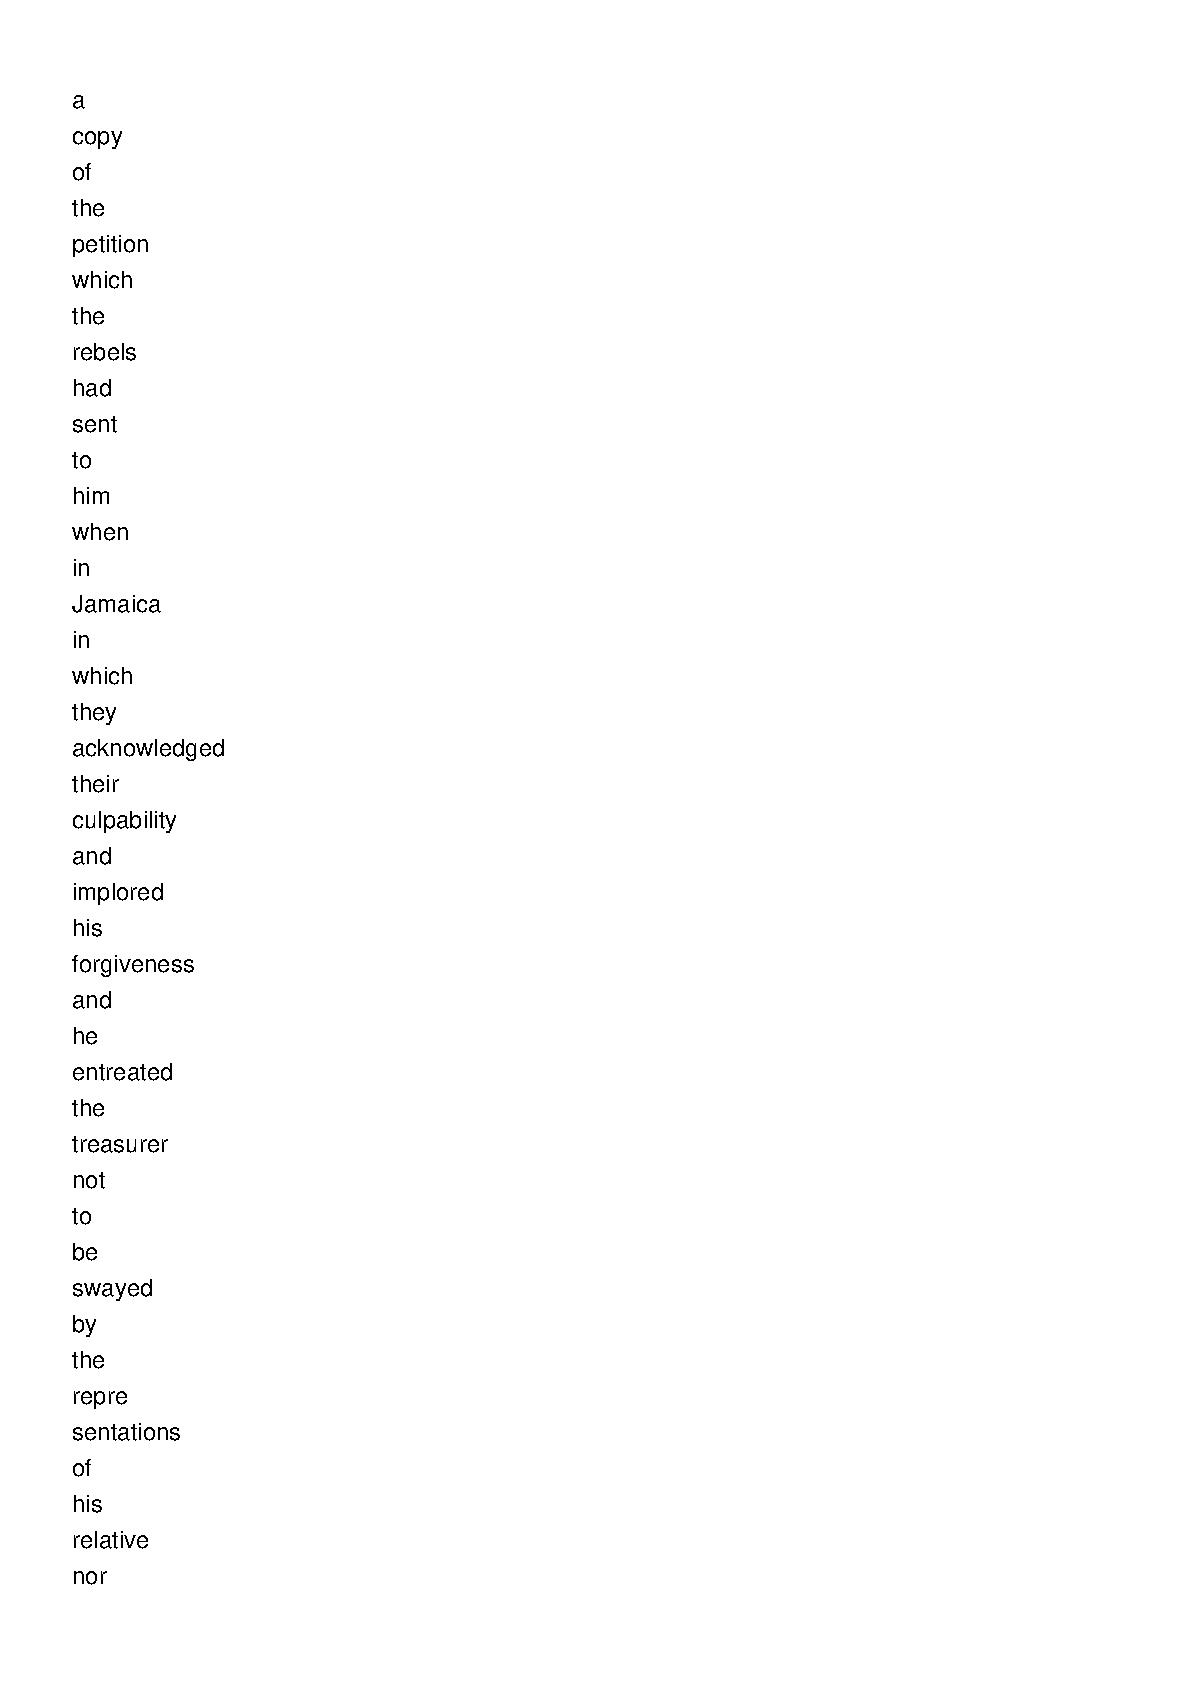 a
copy
of
the
petition
which
the
rebels
had
sent
to
him
when
in
Jamaica
in
which
they
acknowledged
their
culpability
and
implored
his
forgiveness
and
he
entreated
the
treasurer
not
to
be
swayed
by
the
repre
sentations
of
his
relative
nor